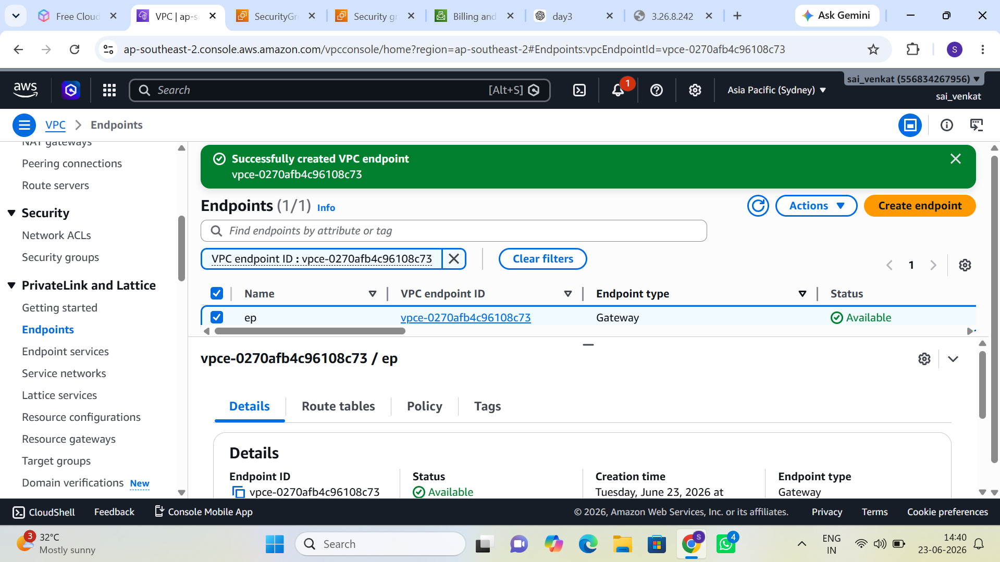 Free Cloud
VPC | ap-s
SecurityGr
Security gr
Billing and
day3
3.26.8.242
Ask Gemini
ap-southeast-2.console.aws.amazon.com/vpcconsole/home?region=ap-southeast-2#Endpoints:vpcEndpointId=vpce-0270afb4c96108c73
S
aws
Search
[Alt+S]
1
Asia Pacific (Sydney)
sai_venkat (556834267956)
sai_venkat
VPC
Endpoints
NAT gateways
Peering connections
Route servers
Security
Network ACLs
Security groups
PrivateLink and Lattice
Getting started
Endpoints
Endpoint services
Service networks
Lattice services
Resource configurations
Resource gateways
Target groups
Domain verifications New
Successfully created VPC endpoint
vpce-0270afb4c96108c73
Endpoints (1/1) Info
Actions
Create endpoint
Find endpoints by attribute or tag
VPC endpoint ID : vpce-0270afb4c96108c73
Clear filters
1
Name
VPC endpoint ID
Endpoint type
Status
ep
vpce-0270afb4c96108c73
Gateway
Available
vpce-0270afb4c96108c73 / ep
Details
Route tables
Policy
Tags
Details
Endpoint ID
vpce-0270afb4c96108c73
Status
Available
Creation time
Tuesday, June 23, 2026 at
Endpoint type
Gateway
CloudShell
Feedback
Console Mobile App
© 2026, Amazon Web Services, Inc. or its affiliates.
Privacy
Terms
Cookie preferences
3
32°C
Mostly sunny
Search
S
4
ENG
IN
14:40
23-06-2026